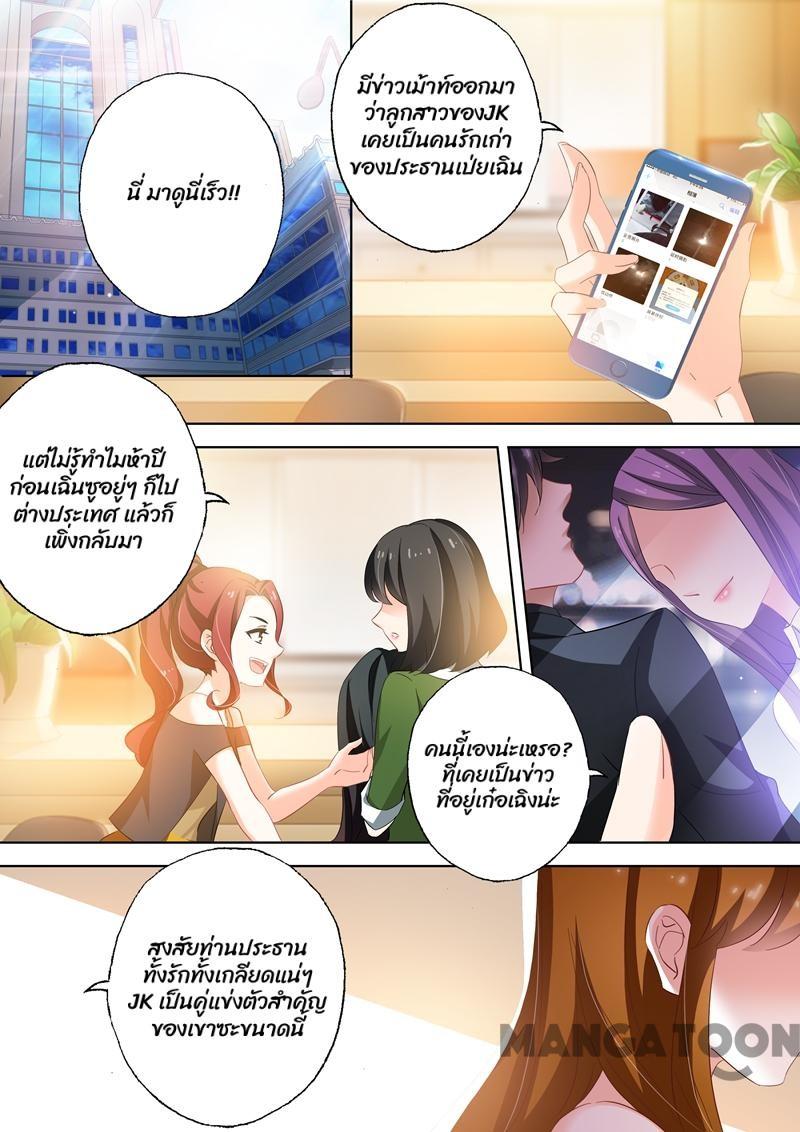 นี่ มาดูนี่เร็ว!!
มีข่าวเม้าท์ออกมา
ว่าลูกสาวของJK
เคยเป็นคนรักเก่า
ของประธานเป่ยเฉิน
相簿
แต่ไม่รู้ทำไมห้าปี
ก่อนเฉินซูอยู่ๆ ก็ไป
ต่างประเทศ แล้วก็
เพิ่งกลับมา
คนนี้เองน่ะเหรอ?
ที่เคยเป็นข่าว
ที่อยู่เก๋อเฉิงน่ะ
สงสัยท่านประธาน
ทั้งรักทั้งเกลียดแน่ๆ
JK เป็นคู่แข่งตัวสำคัญ
ของเขาซะขนาดนี้
MANGATOON